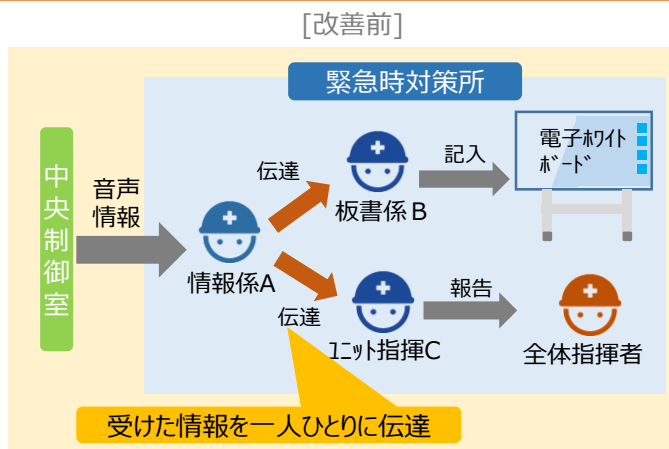 [改善前]
緊急時対策所
中央制御室
音声
情報
情報係A
伝達
板書係B
記入
電子ﾎﾜｲﾄ
ﾎﾞｰﾄﾞ
伝達
ﾕﾆｯﾄ指揮C
報告
全体指揮者
受けた情報を一人ひとりに伝達